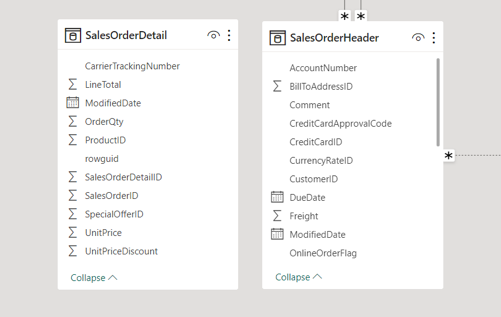 SalesOrderDetail
CarrierTrackingNumber
LineTotal
ModifiedDate
OrderQty
ProductID
rowguid
SalesOrderDetailID
SalesOrderID
SpecialOfferID
UnitPrice
UnitPriceDiscount
Collapse
* *
SalesOrderHeader
AccountNumber
BillToAddressID
Comment
CreditCardApprovalCode
CreditCardID
CurrencyRateID
CustomerID
DueDate
Freight
ModifiedDate
OnlineOrderFlag
Collapse
*